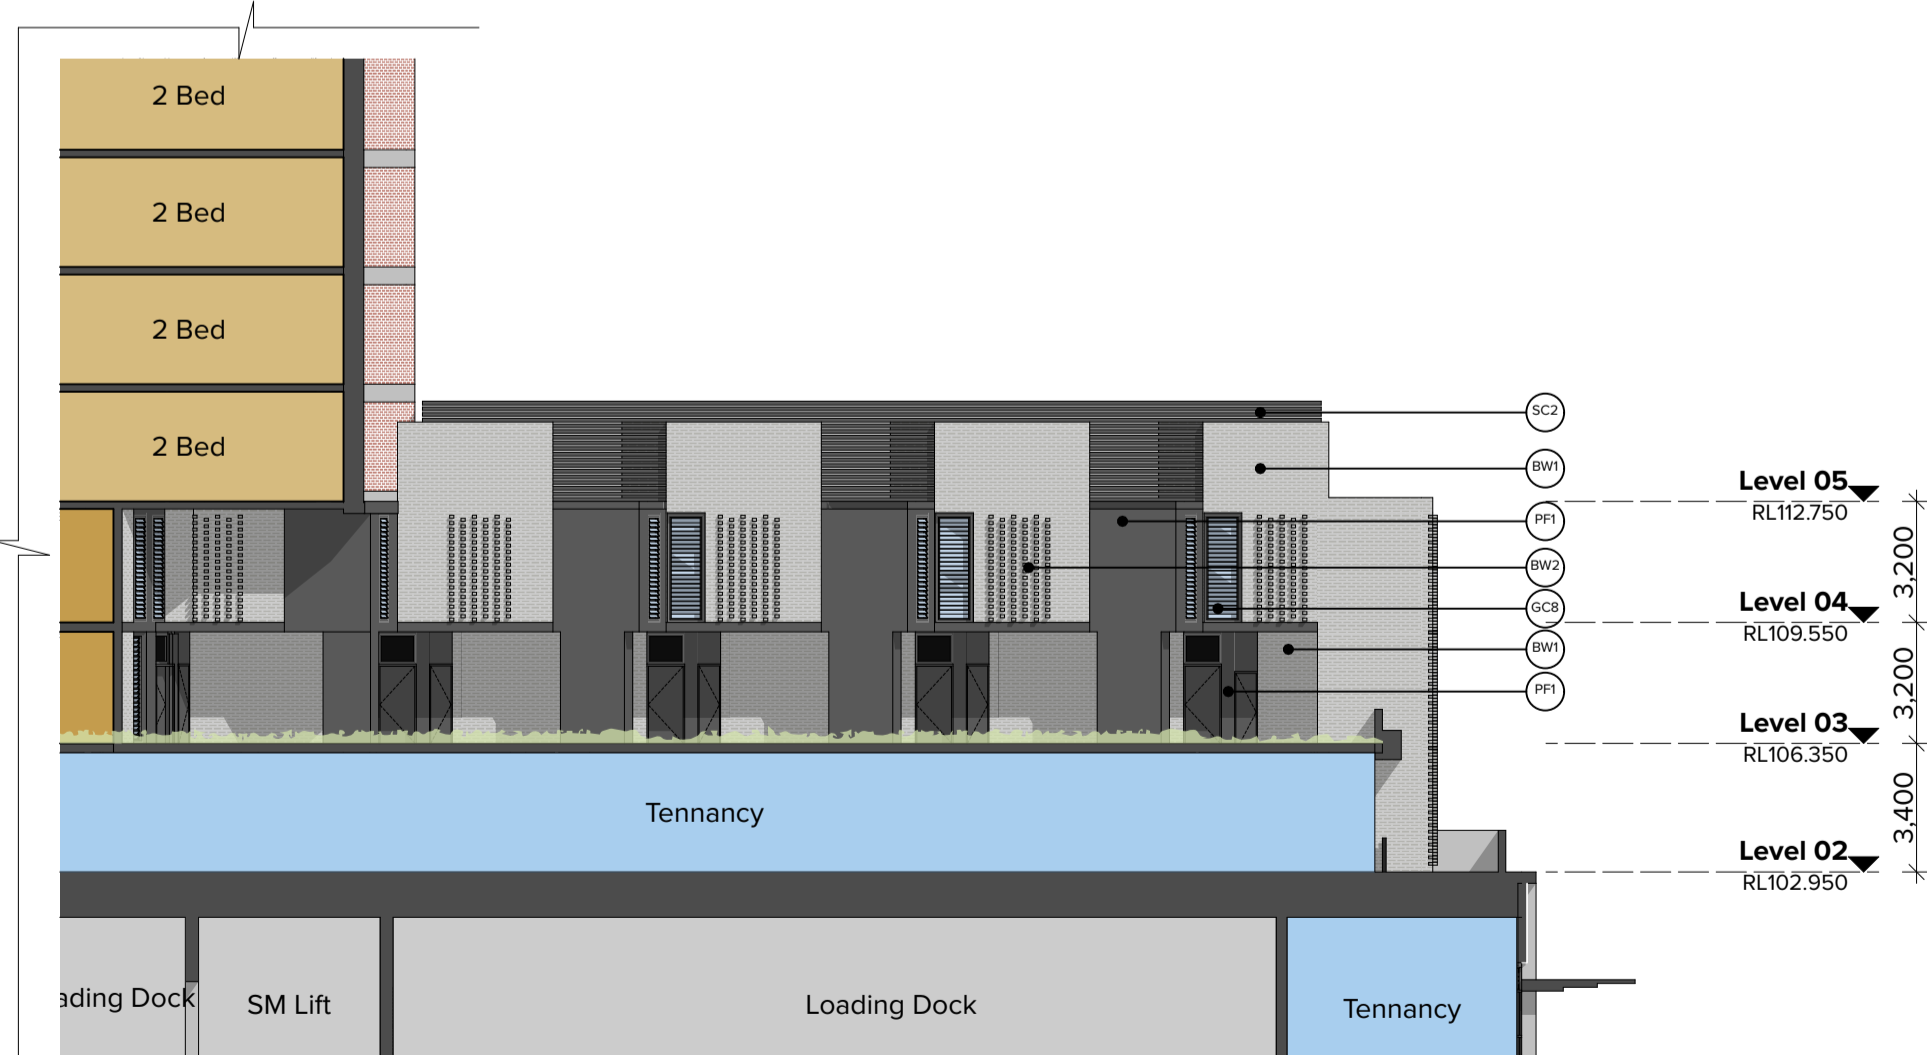 2 Bed
2 Bed
2 Bed
2 Bed
SC2
BW1
Level 05
RL112.750
PF1
3,200
BW2
GC8
Level 04
RL109.550
BW1
3,200
PF1
Level 03
RL106.350
3,400
Tennancy
Level 02
RL102.950
ading Dock
SM Lift
Loading Dock
Tennancy